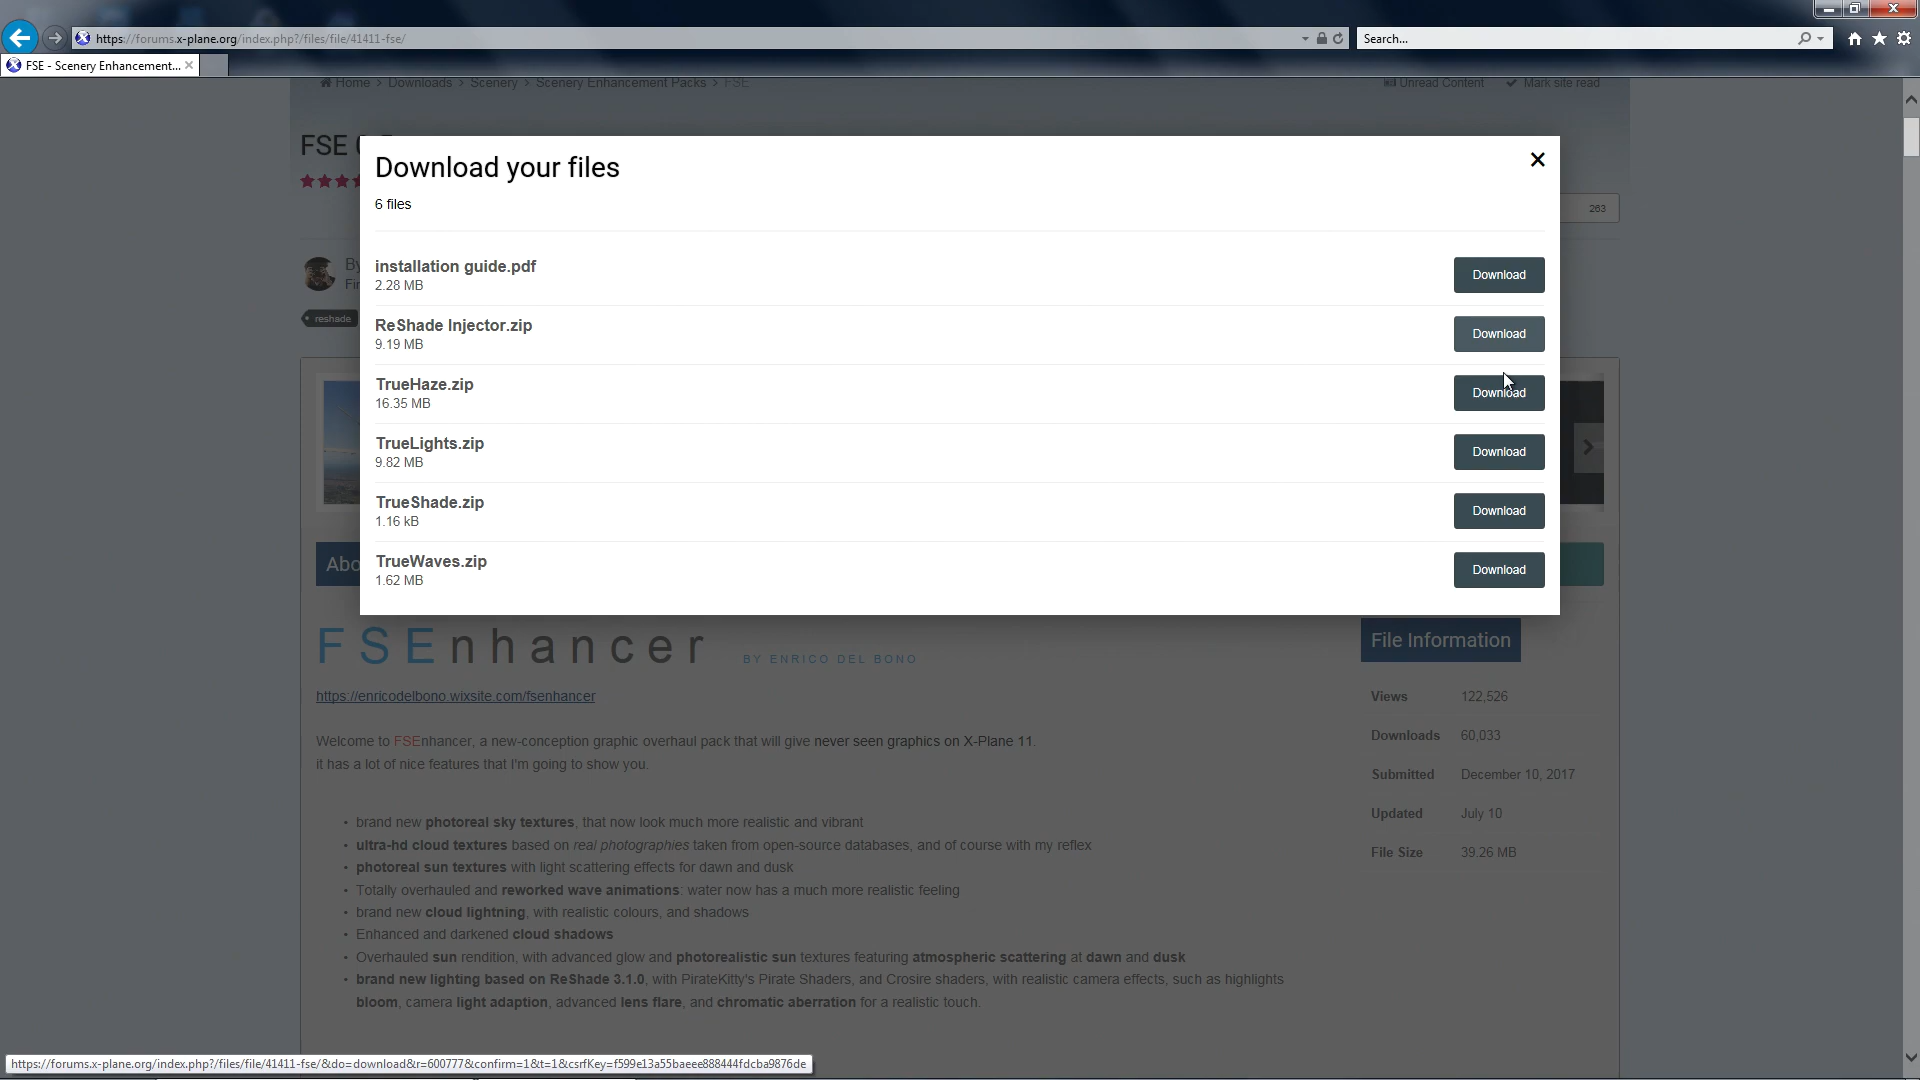 https://forums.x-plane.org/index.php?/files/file/41411-fse/
Search...
FSE - Scenery Enhancement...
Home > Downloads > Scenery > Scenery Enhancement Packs > FSE
Unread Content
Mark site read
FSE
Download your files
6 files
263
installation guide.pdf
2.28 MB
Download
By
reshade
ReShade Injector.zip
9.19 MB
Download
TrueHaze.zip
16.35 MB
Download
TrueLights.zip
9.82 MB
Download
TrueShade.zip
1.16 kB
Download
TrueWaves.zip
1.62 MB
Download
FSEnhancer BY ENRICO DEL BONO
https://enricodelbono.wixsite.com/fsenhancer
Welcome to FSEnhancer, a new-conception graphic overhaul pack that will give never seen graphics on X-Plane 11.
it has a lot of nice features that I'm going to show you.
• brand new photoreal sky textures, that now look much more realistic and vibrant
• ultra-hd cloud textures based on real photographies taken from open-source databases, and of course with my reflex
• photoreal sun textures with light scattering effects for dawn and dusk
• Totally overhauled and reworked wave animations: water now has a much more realistic feeling
• brand new cloud lightning, with realistic colours, and shadows
• Enhanced and darkened cloud shadows
• Overhauled sun rendition, with advanced glow and photorealistic sun textures featuring atmospheric scattering at dawn and dusk
• brand new lighting based on ReShade 3.1.0, with PirateKitty's Pirate Shaders, and Crosire shaders, with realistic camera effects, such as highlights
bloom, camera light adaption, advanced lens flare, and chromatic aberration for a realistic touch.
File Information
Views 122,526
Downloads 60,033
Submitted December 10, 2017
Updated July 10
File Size 39.26 MB
https://forums.x-plane.org/index.php?/files/file/41411-fse/&do=download&r=600777&confirm=1&t=1&csrfKey=f599e13a55baeee888444fdcba9876de